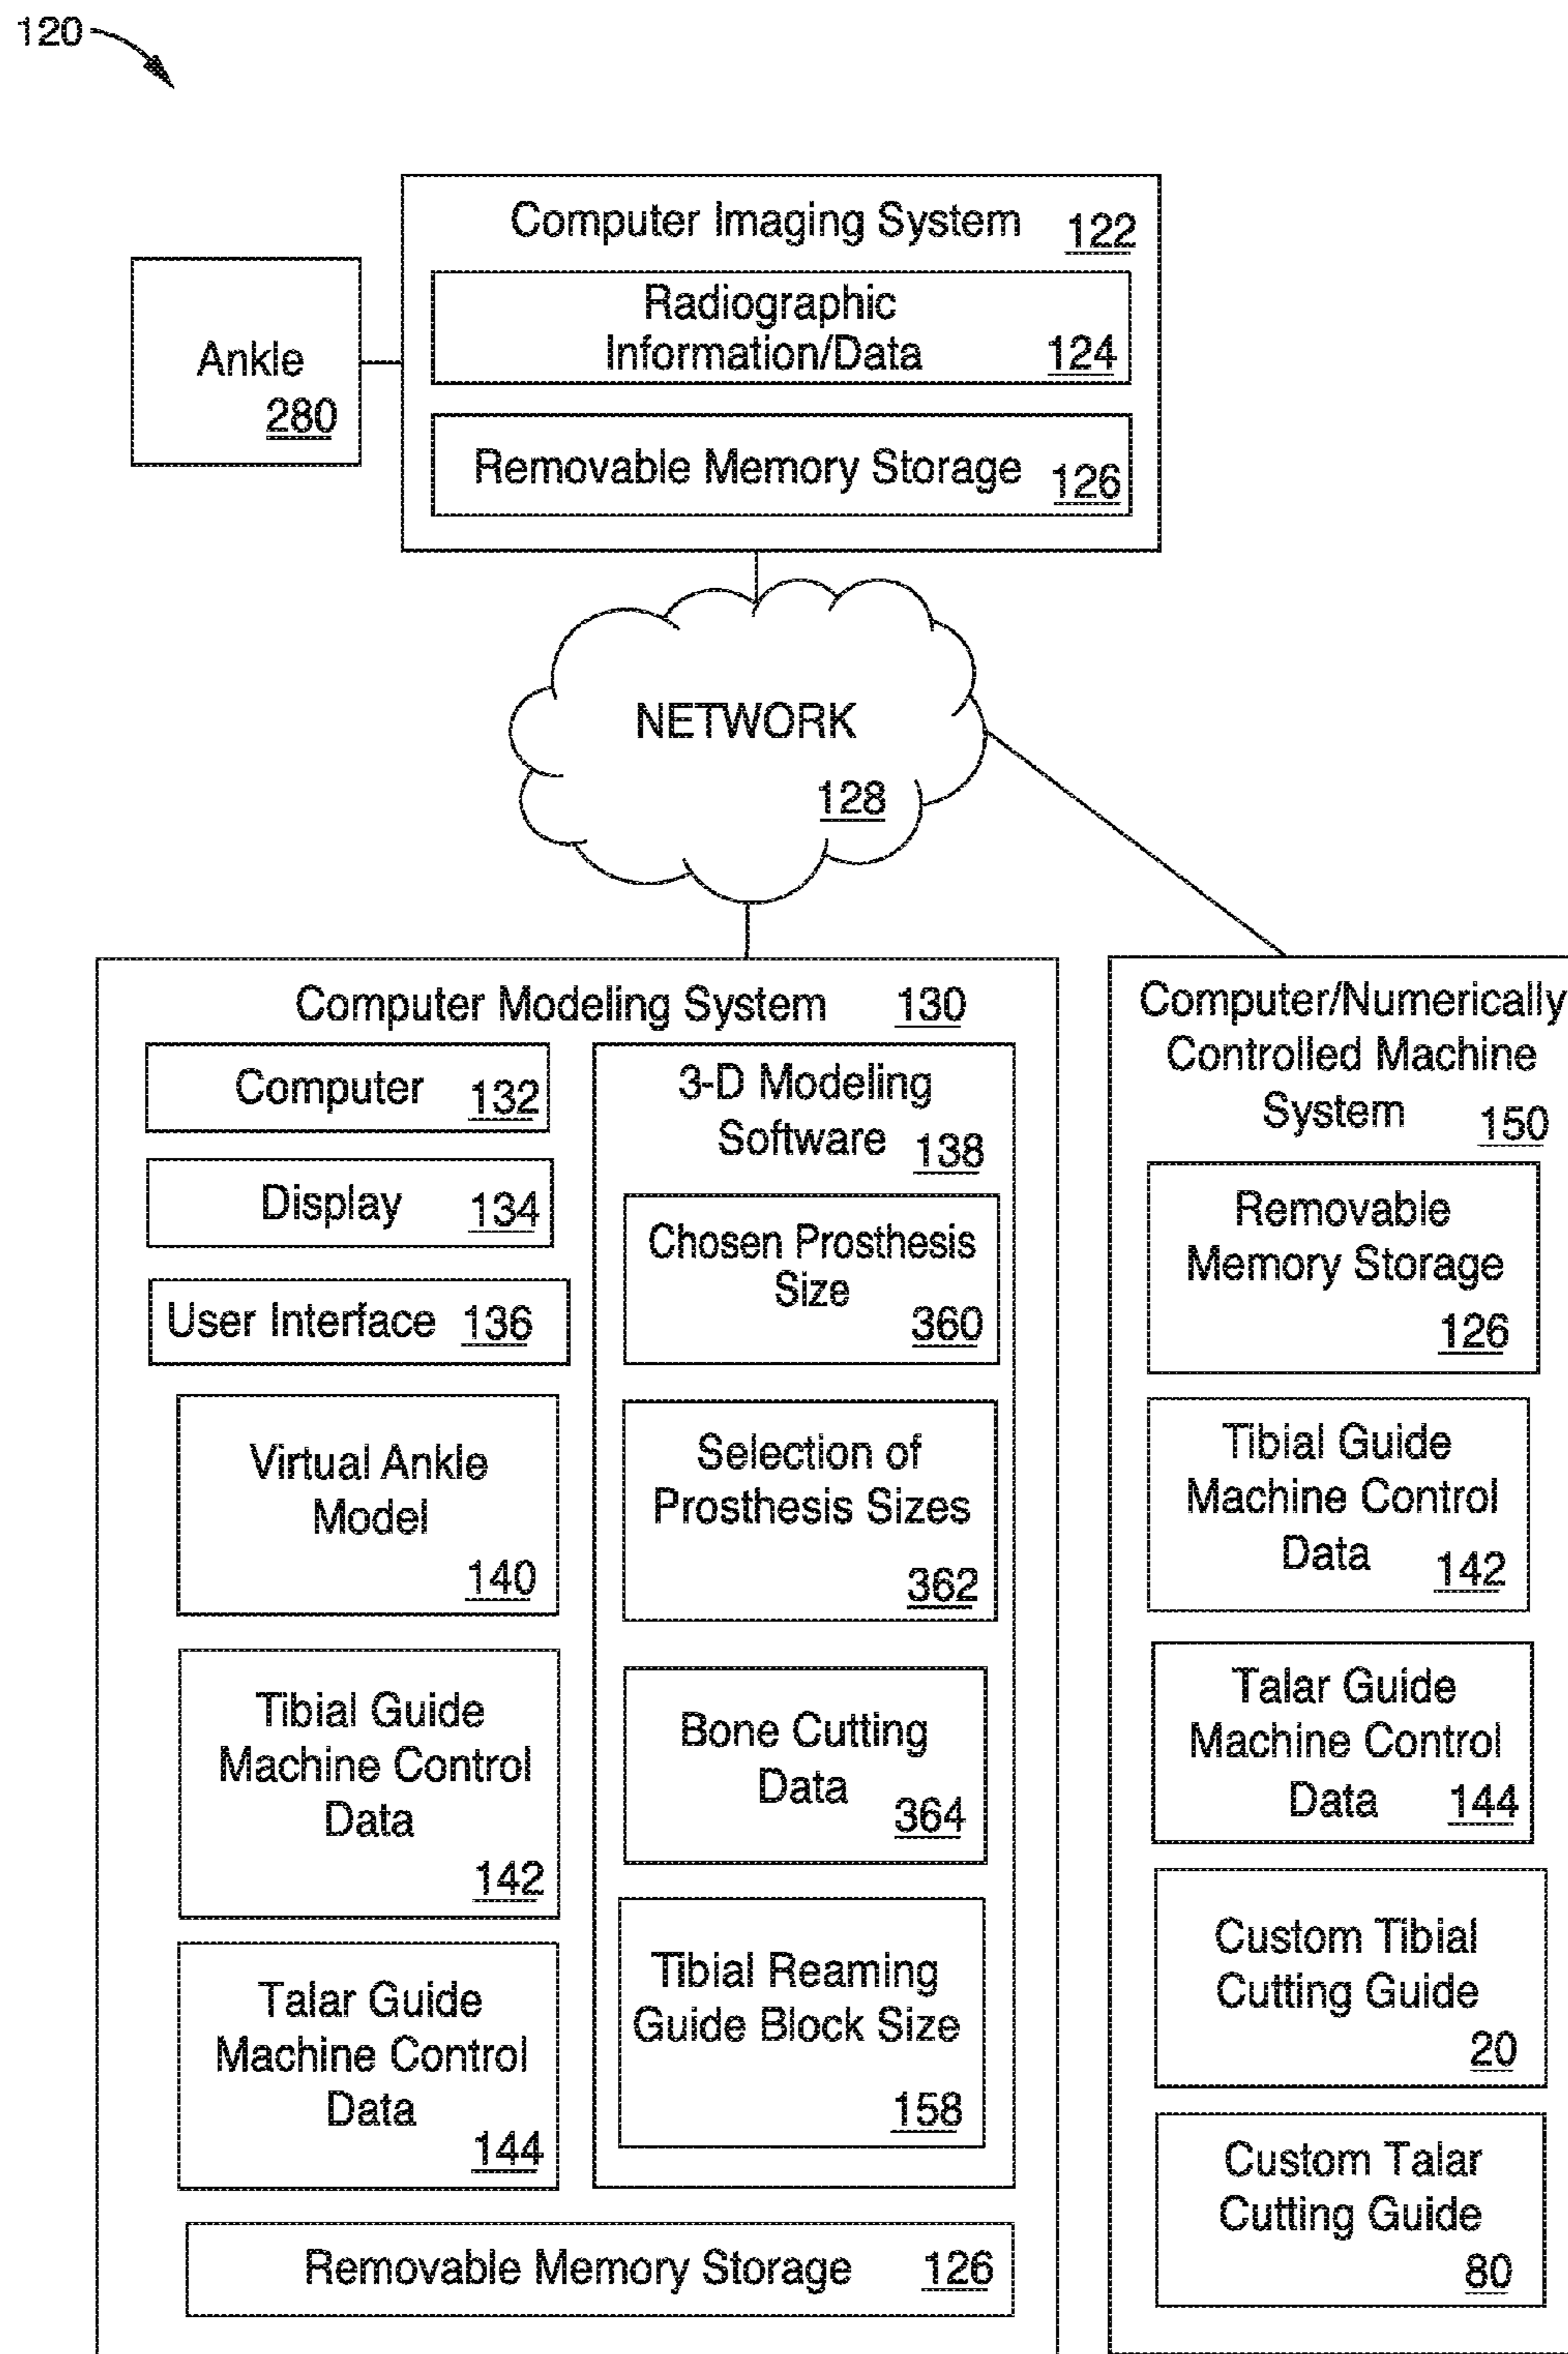 120
Computer Imaging System 122
Radiographic
Information/Data 124
Removable Memory Storage 126
Ankle
280
NETWORK
128
Computer Modeling System 130
Computer 132
Display 134
User Interface 136
Virtual Ankle
Model
140
Tibial Guide
Machine Control
Data
142
Talar Guide
Machine Control
Data
144
3-D Modeling
Software 138
Chosen Prosthesis
Size
360
Selection of
Prosthesis Sizes
362
Bone Cutting
Data
364
Tibial Reaming
Guide Block Size
158
Removable Memory Storage 126
Computer/Numerically
Controlled Machine
System 150
Removable
Memory Storage
126
Tibial Guide
Machine Control
Data 142
Talar Guide
Machine Control
Data 144
Custom Tibial
Cutting Guide
20
Custom Talar
Cutting Guide
80